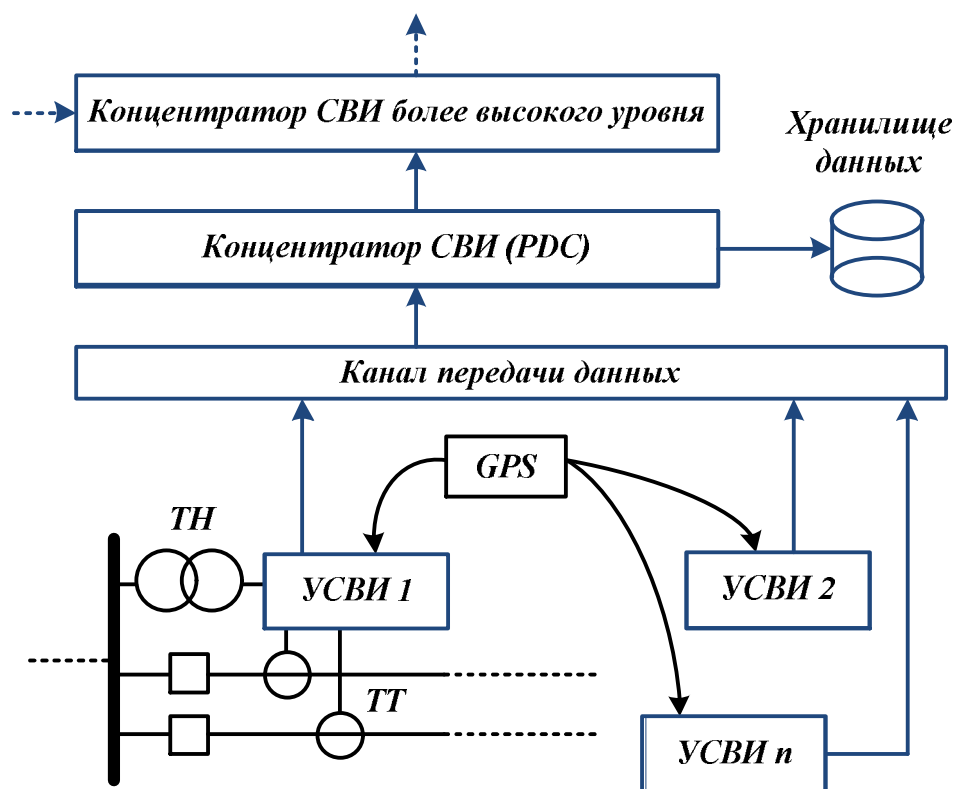 Концентратор СВИ более высокого уровня
Хранилище
данных
Концентратор СВИ (PDC)
Канал передачи данных
GPS
ТН
УСВИ 1
УСВИ 2
ТТ
УСВИ n